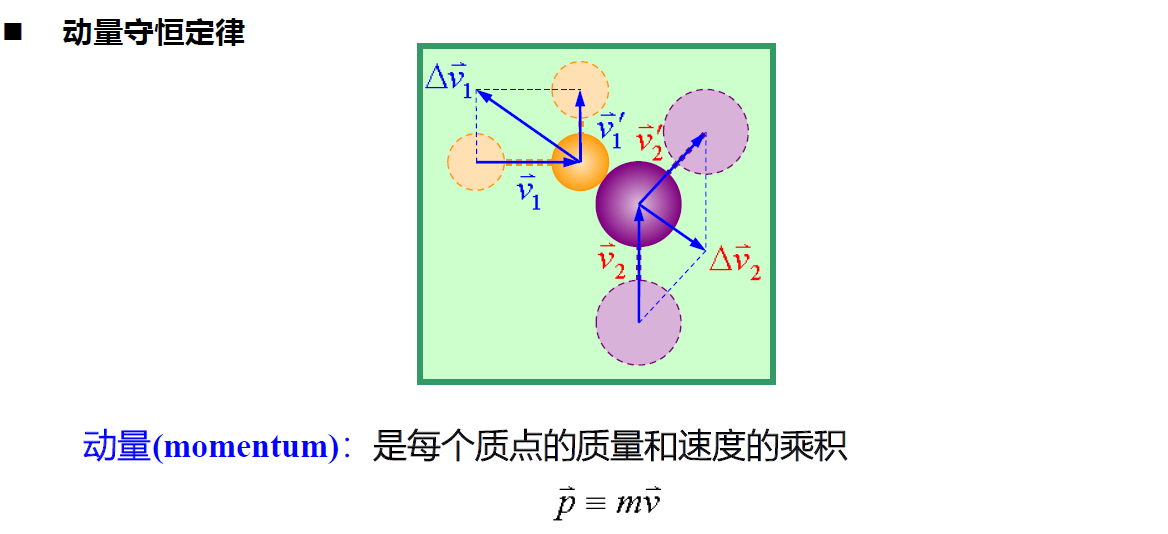 ■ 动量守恒定律
Δv⃗₁
v⃗₁′
v⃗₂′
v⃗₁
v⃗₂
Δv⃗₂
动量(momentum)：是每个质点的质量和速度的乘积
p⃗ ≡ mv⃗